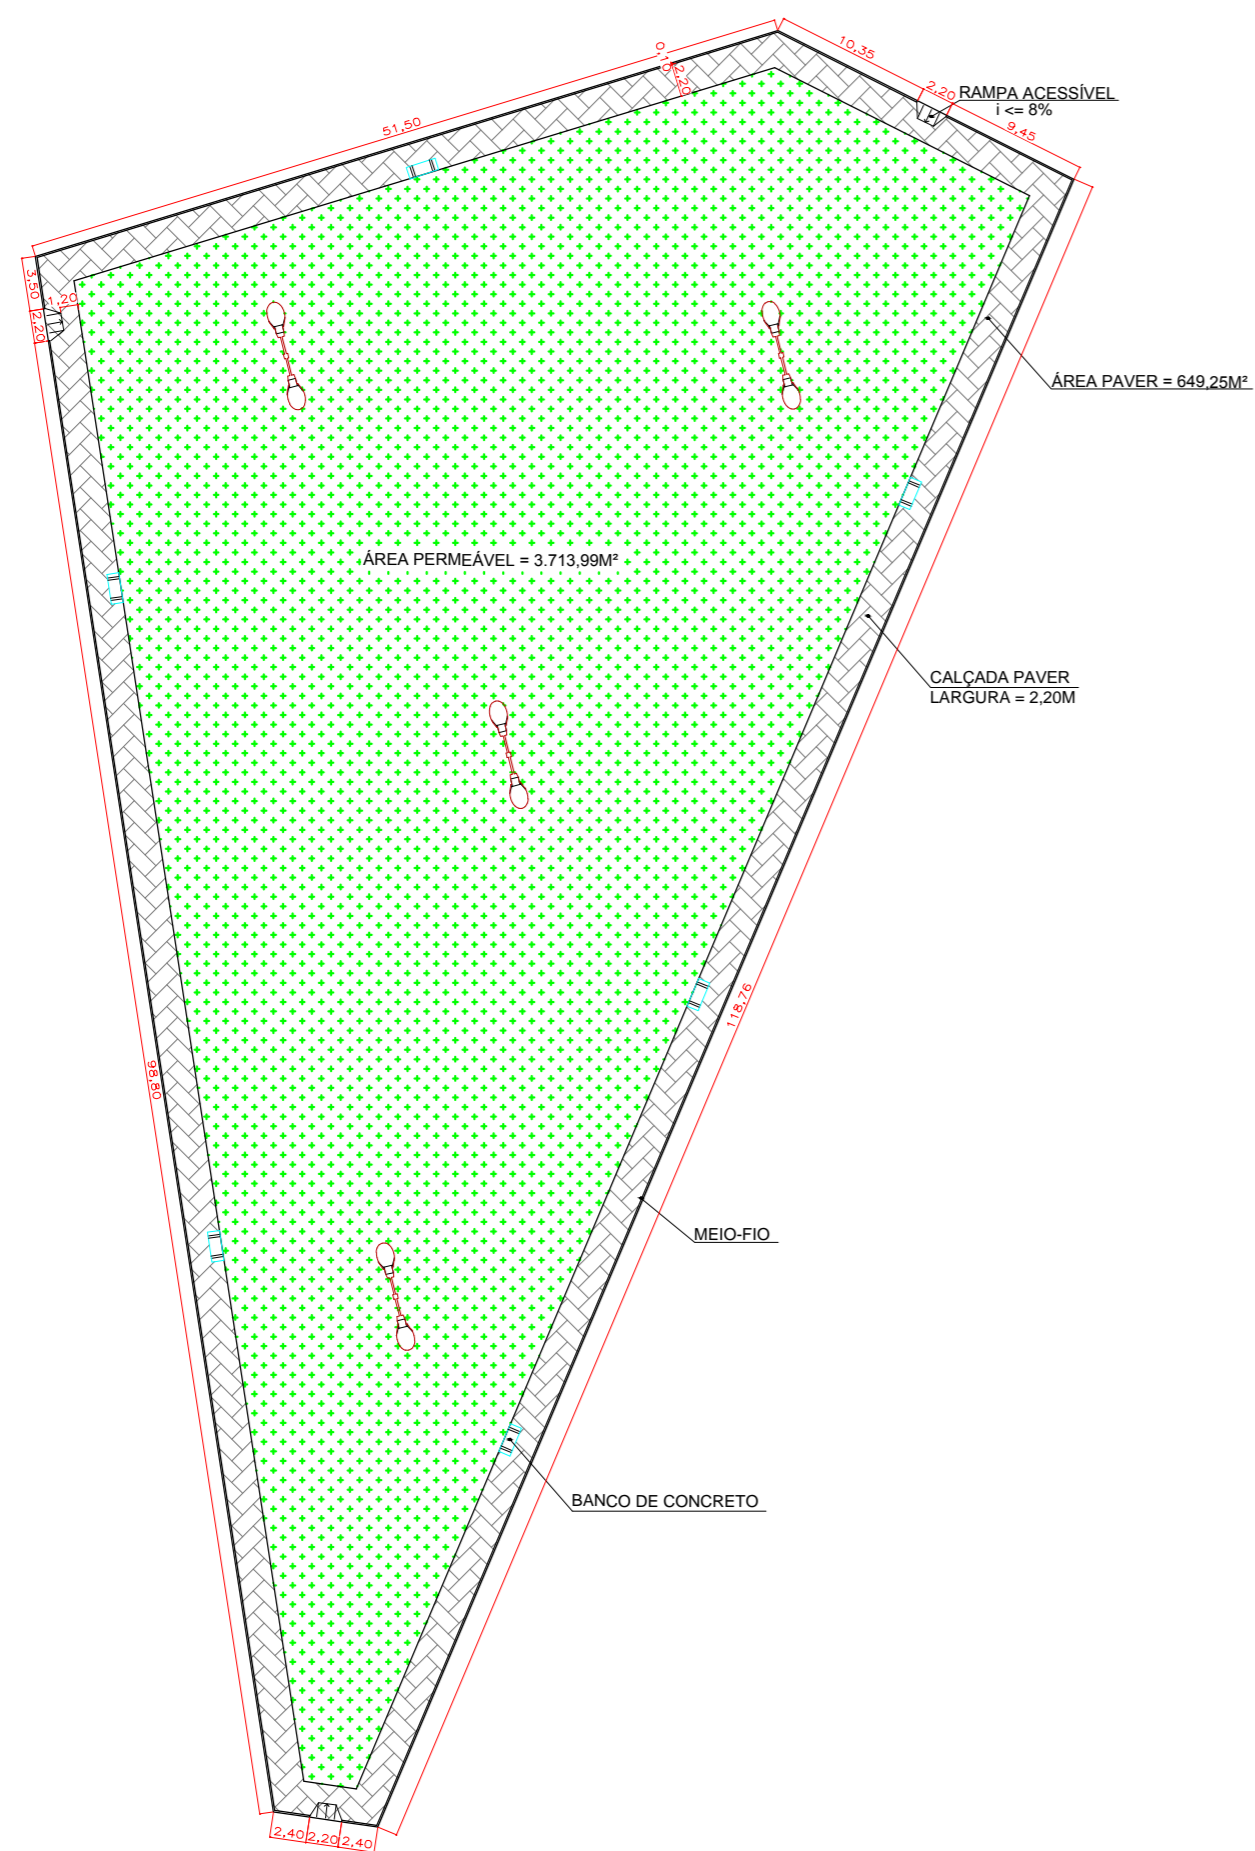 10,35
0,10
2,20
2,20
RAMPA ACESSÍVEL
i <= 8%
9,45
51,50
3,50
1,20
2,20
ÁREA PAVER = 649,25M²
ÁREA PERMEÁVEL = 3.713,99M²
CALÇADA PAVER
LARGURA = 2,20M
118,76
98,80
MEIO-FIO
BANCO DE CONCRETO
2,40
2,20
2,40